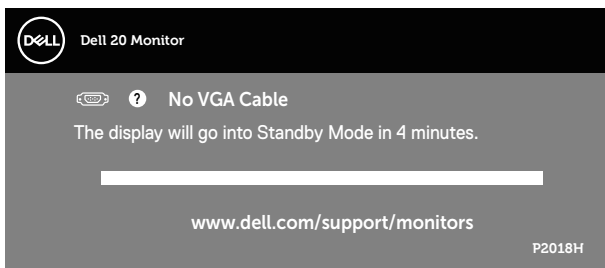 DELL Dell 20 Monitor
? No VGA Cable
The display will go into Standby Mode in 4 minutes.
www.dell.com/support/monitors
P2018H